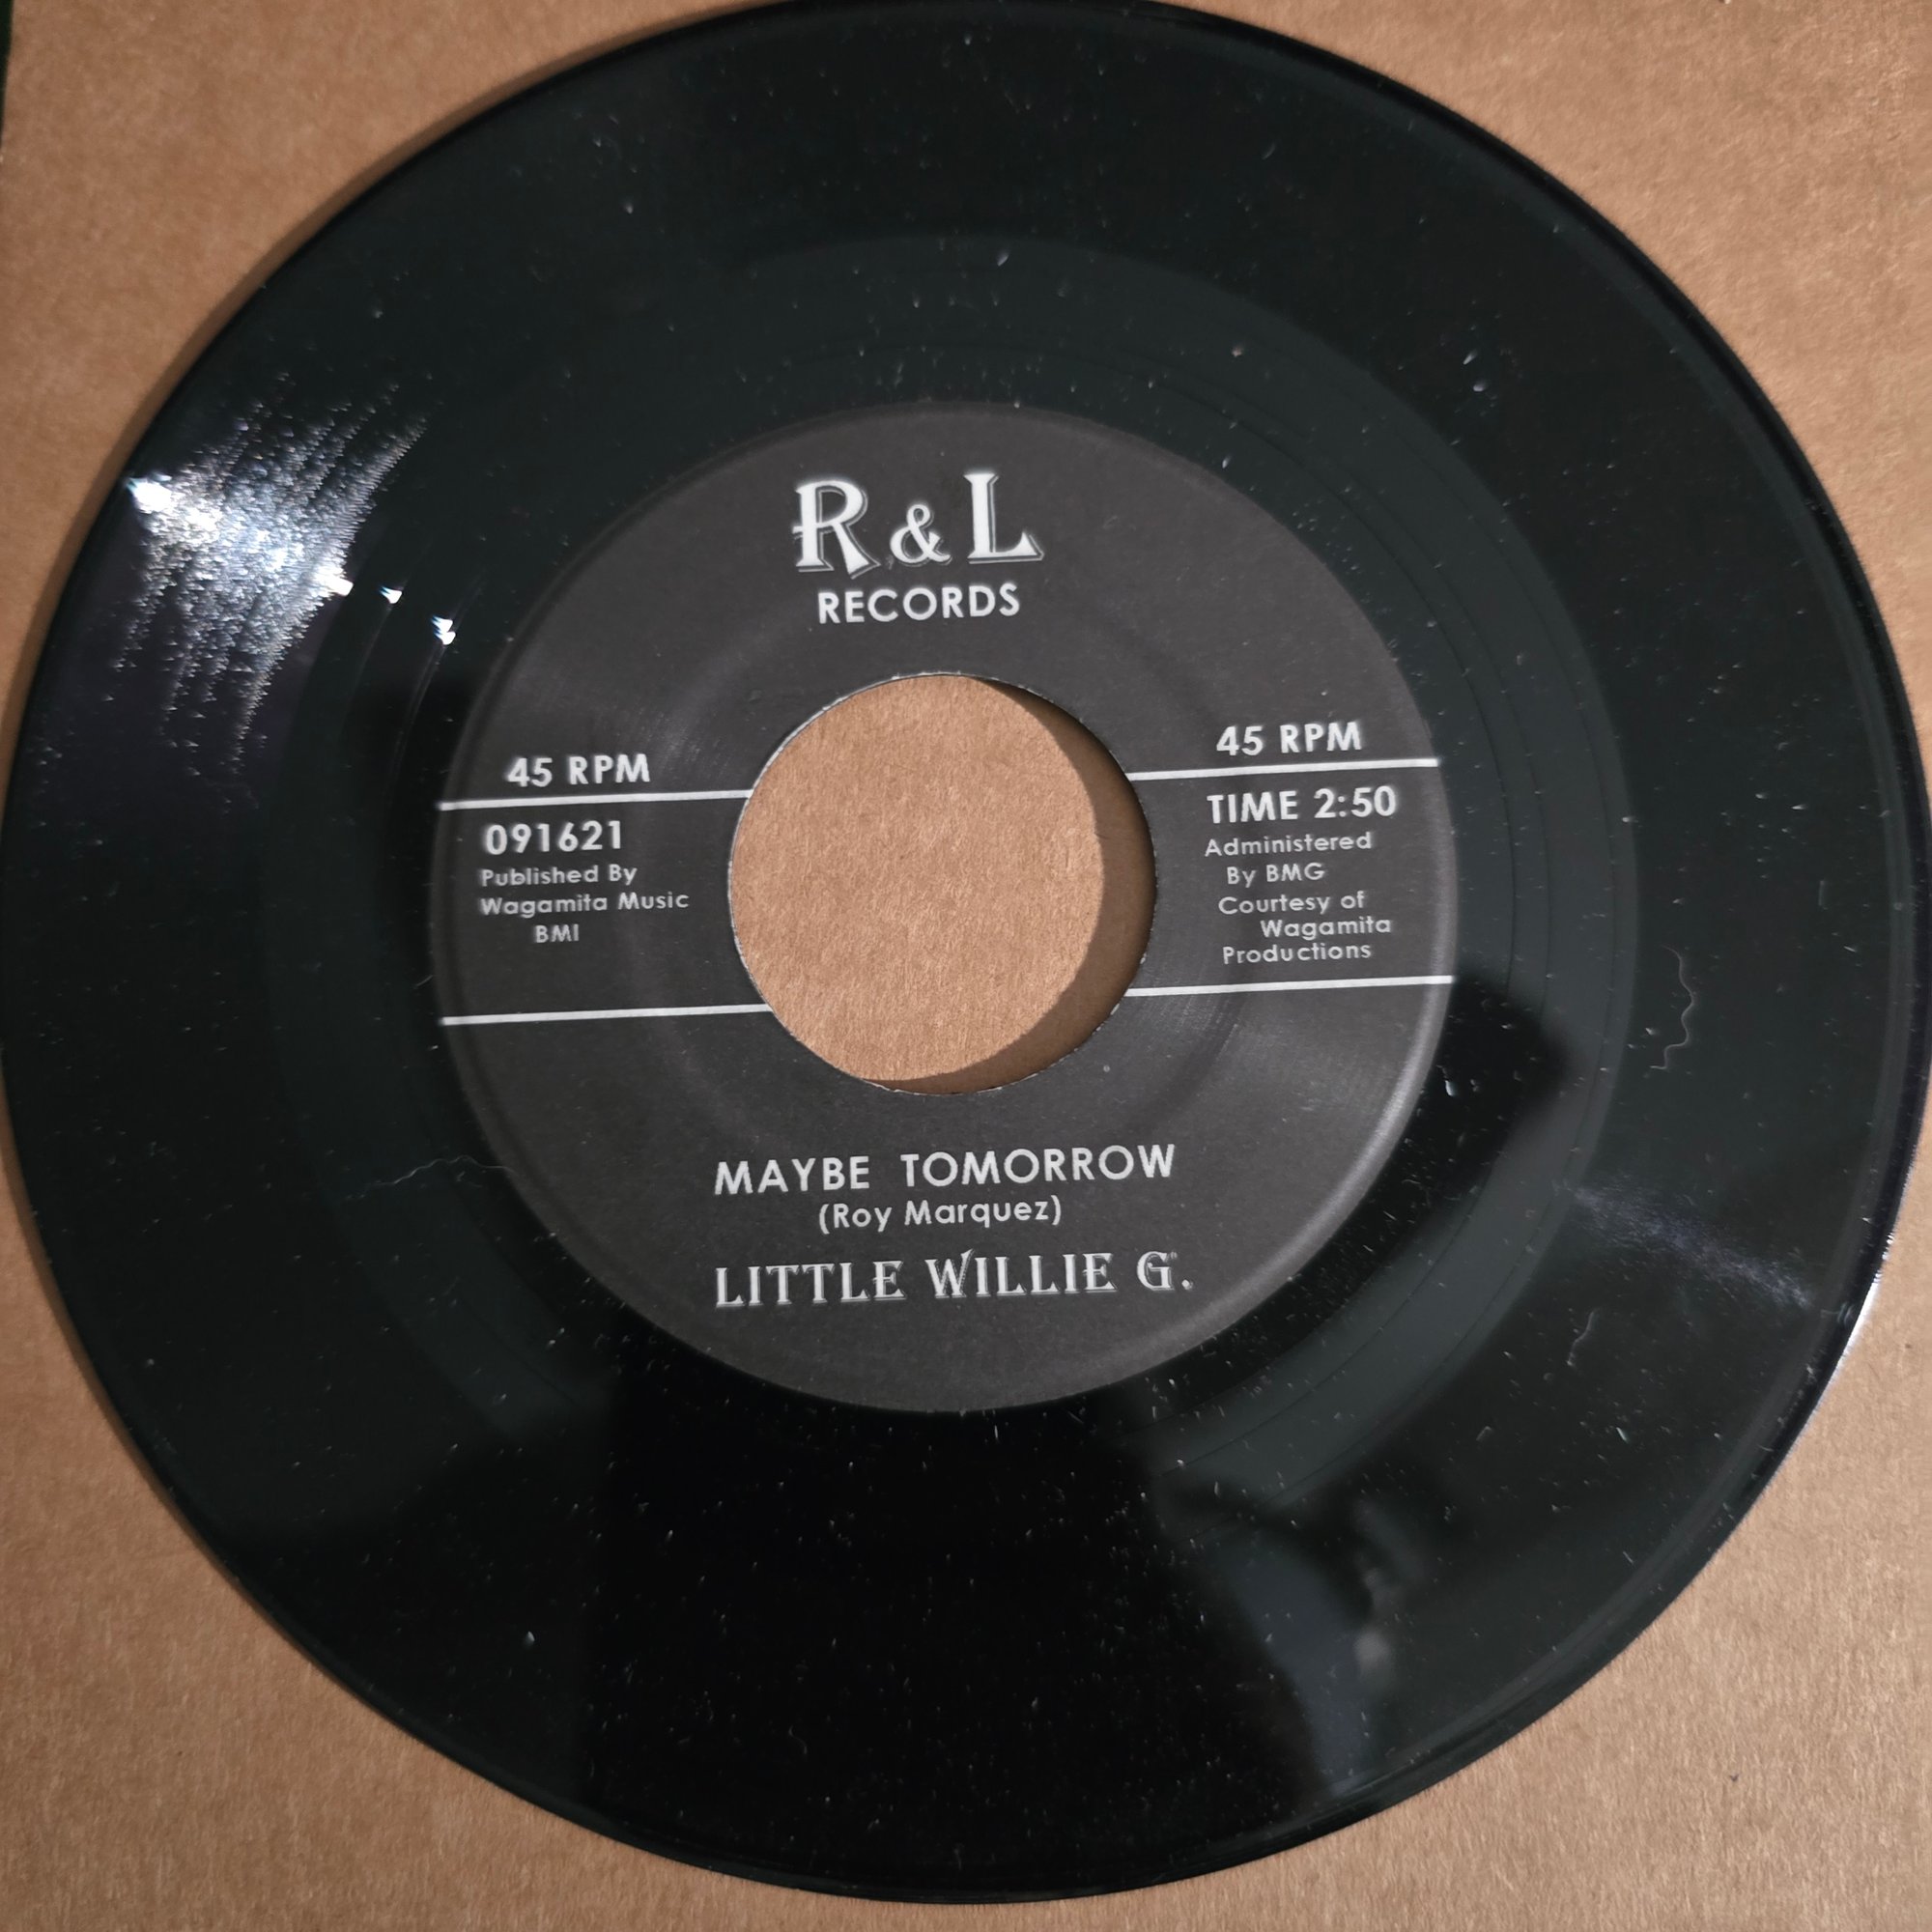 R & L
RECORDS
45 RPM
091621
Published By
Wagamita Music
BMI
45 RPM
TIME 2:50
Administered
By BMG
Courtesy of
Wagamita
Productions
MAYBE TOMORROW
(Roy Marquez)
LITTLE WILLIE G.